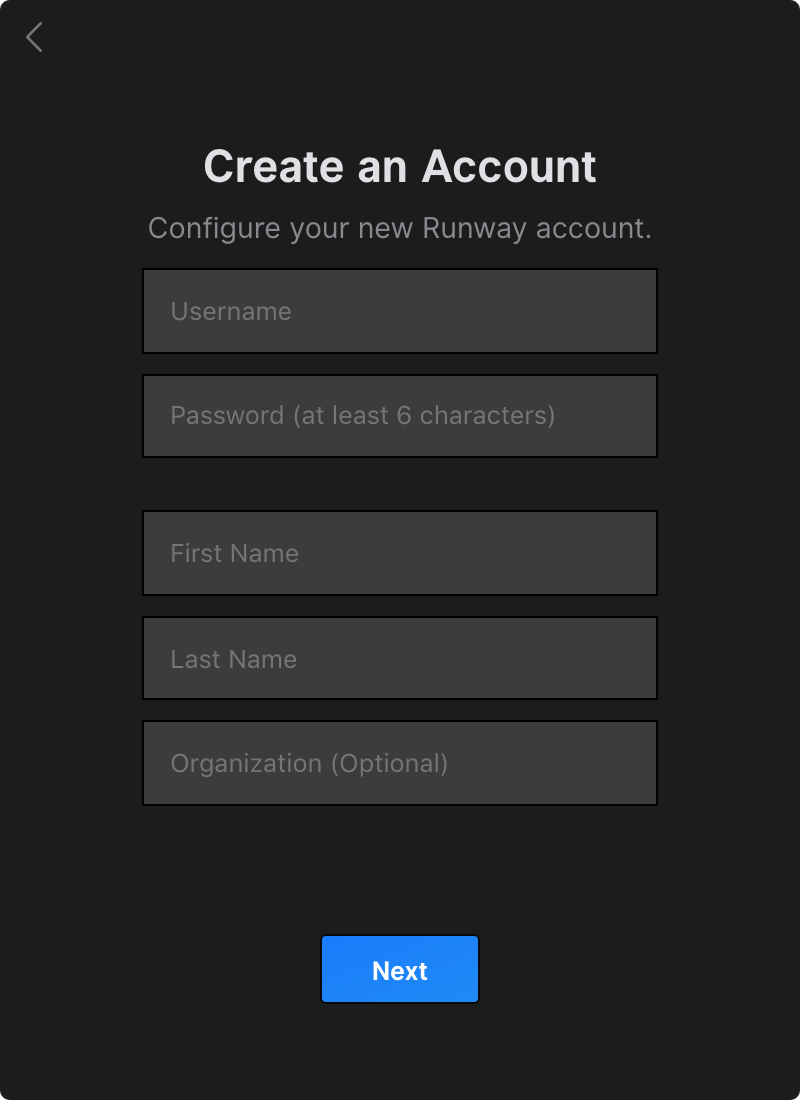 Create an Account
Configure your new Runway account.
Username
Password (at least 6 characters)
First Name
Last Name
Organization (Optional)
Next